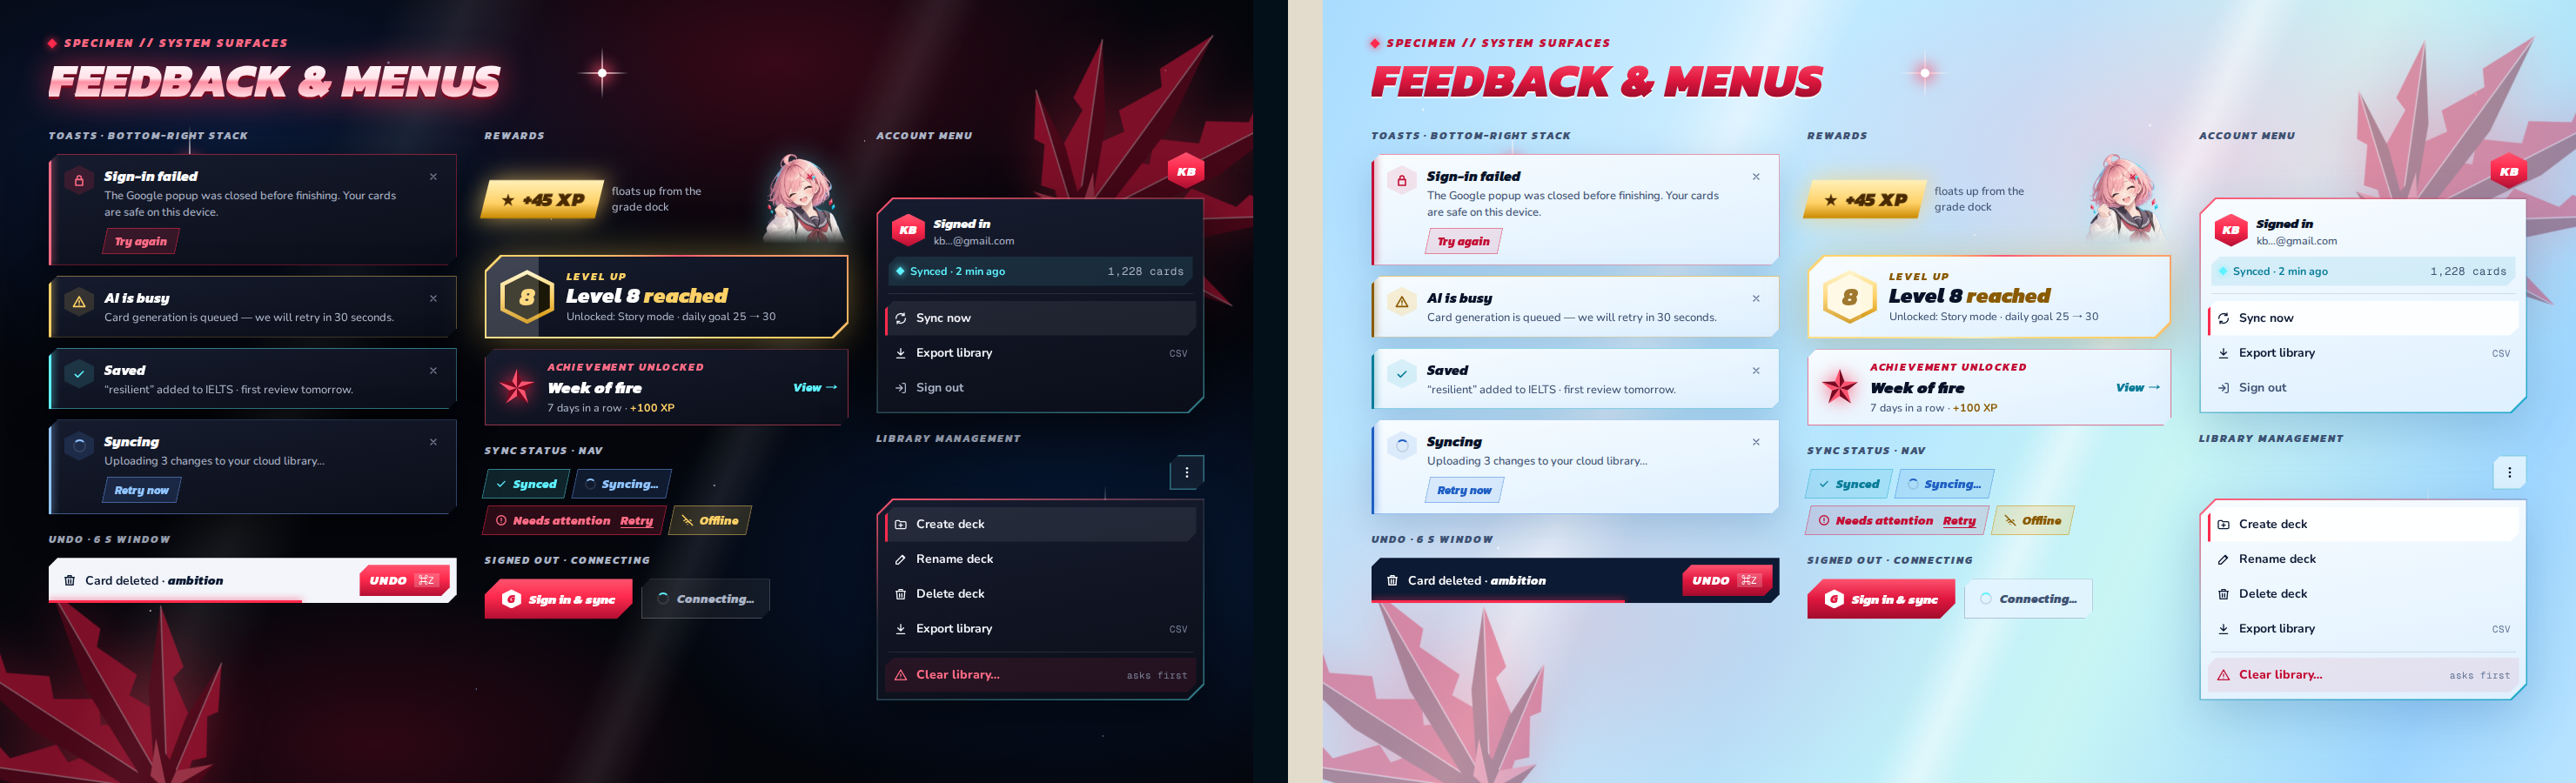 SPECIMEN // SYSTEM SURFACES
FEEDBACK & MENUS
TOASTS · BOTTOM-RIGHT STACK
Sign-in failed
The Google popup was closed before finishing. Your cards
are safe on this device.
Try again
AI is busy
Card generation is queued — we will retry in 30 seconds.
Saved
“resilient” added to IELTS · first review tomorrow.
Syncing
Uploading 3 changes to your cloud library…
Retry now
UNDO · 6 S WINDOW
Card deleted · ambition
UNDO ⌘Z
REWARDS
★ +45 XP
floats up from the
grade dock
8
LEVEL UP
Level 8 reached
Unlocked: Story mode · daily goal 25 → 30
ACHIEVEMENT UNLOCKED
Week of fire
7 days in a row · +100 XP
View →
SYNC STATUS · NAV
Synced
Syncing…
Needs attention Retry
Offline
SIGNED OUT · CONNECTING
G Sign in & sync
Connecting…
ACCOUNT MENU
KB
KB
Signed in
kb…@gmail.com
Synced · 2 min ago
1,228 cards
Sync now
Export library CSV
Sign out
LIBRARY MANAGEMENT
Create deck
Rename deck
Delete deck
Export library CSV
Clear library… asks first
SPECIMEN // SYSTEM SURFACES
FEEDBACK & MENUS
TOASTS · BOTTOM-RIGHT STACK
Sign-in failed
The Google popup was closed before finishing. Your cards
are safe on this device.
Try again
AI is busy
Card generation is queued — we will retry in 30 seconds.
Saved
“resilient” added to IELTS · first review tomorrow.
Syncing
Uploading 3 changes to your cloud library…
Retry now
UNDO · 6 S WINDOW
Card deleted · ambition
UNDO ⌘Z
REWARDS
★ +45 XP
floats up from the
grade dock
8
LEVEL UP
Level 8 reached
Unlocked: Story mode · daily goal 25 → 30
ACHIEVEMENT UNLOCKED
Week of fire
7 days in a row · +100 XP
View →
SYNC STATUS · NAV
Synced
Syncing…
Needs attention Retry
Offline
SIGNED OUT · CONNECTING
G Sign in & sync
Connecting…
ACCOUNT MENU
KB
KB
Signed in
kb…@gmail.com
Synced · 2 min ago
1,228 cards
Sync now
Export library CSV
Sign out
LIBRARY MANAGEMENT
Create deck
Rename deck
Delete deck
Export library CSV
Clear library… asks first